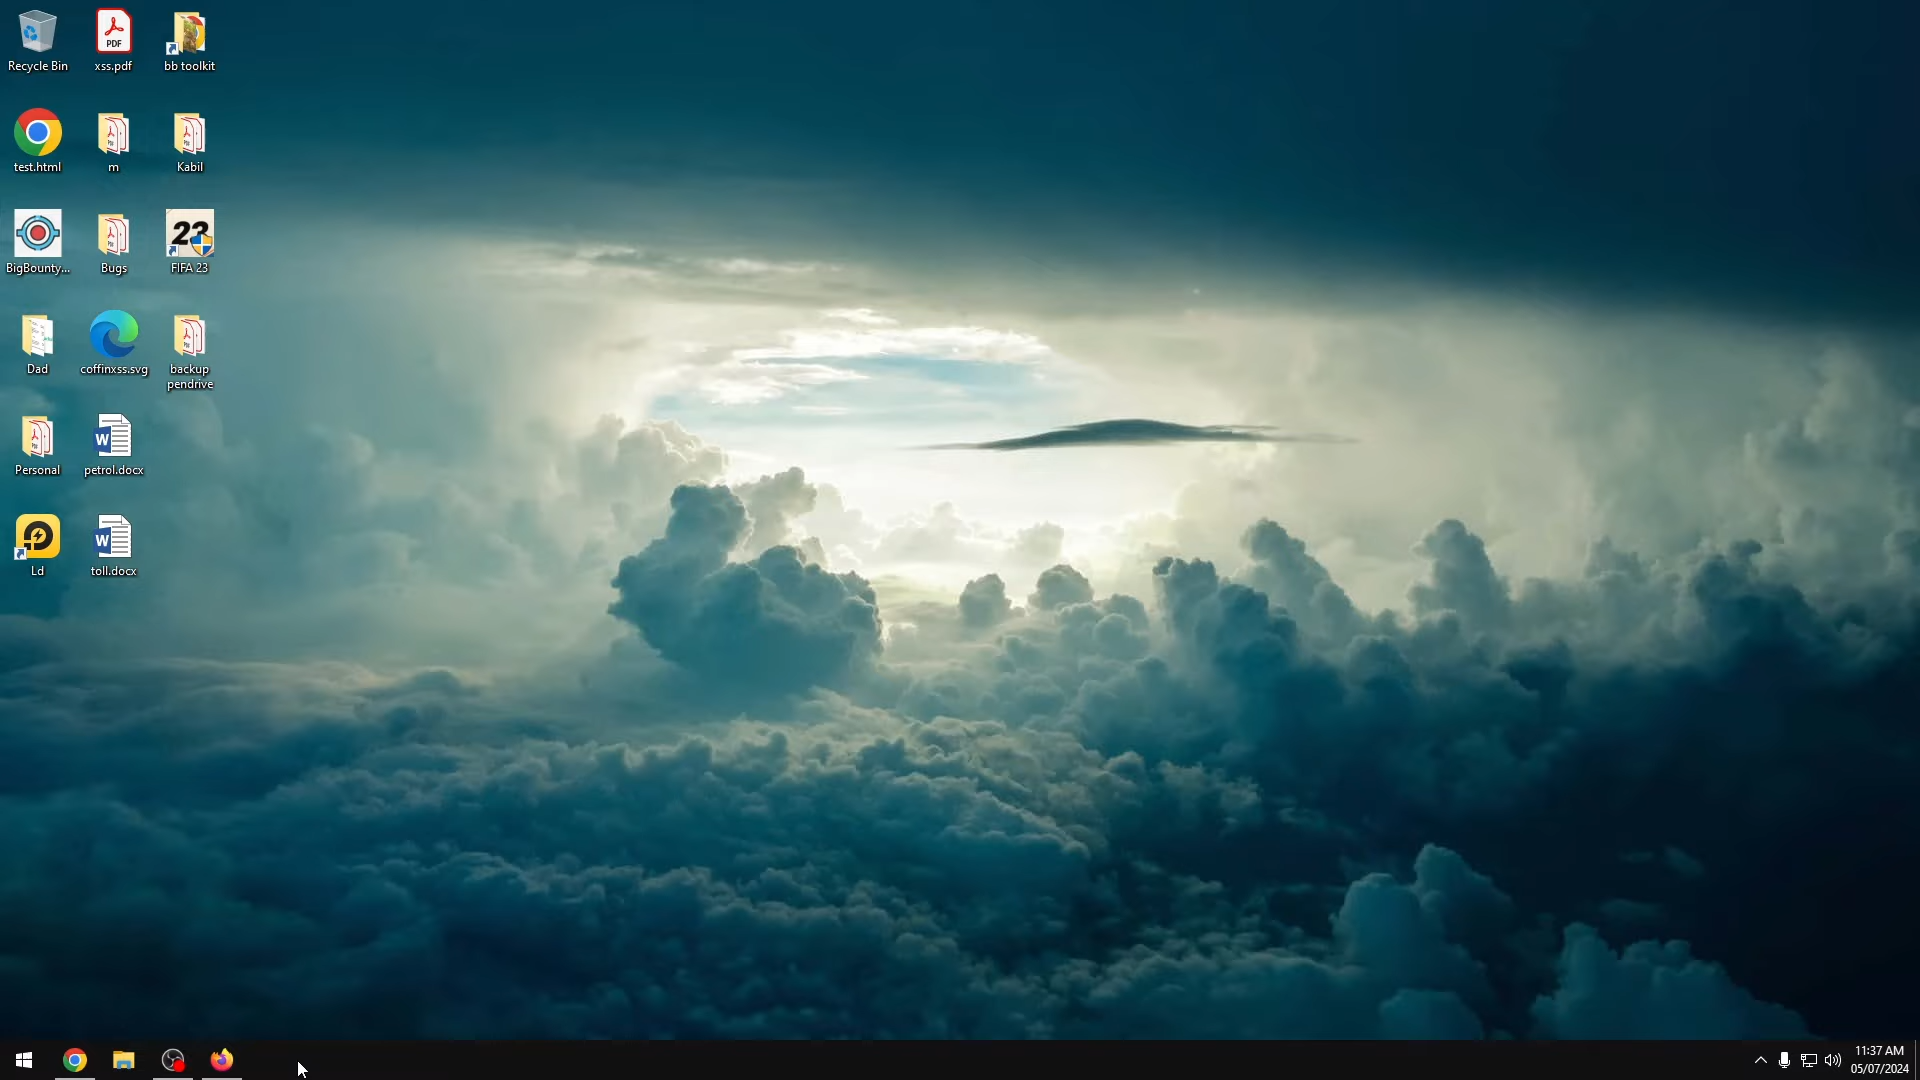 Recycle Bin
xss.pdf
bb toolkit
test.html
m
Kabil
BigBounty...
Bugs
23
FIFA 23
Dad
coffinxss.svg
backup
pendrive
Personal
petrol.docx
Ld
toll.docx
11:37 AM
05/07/2024